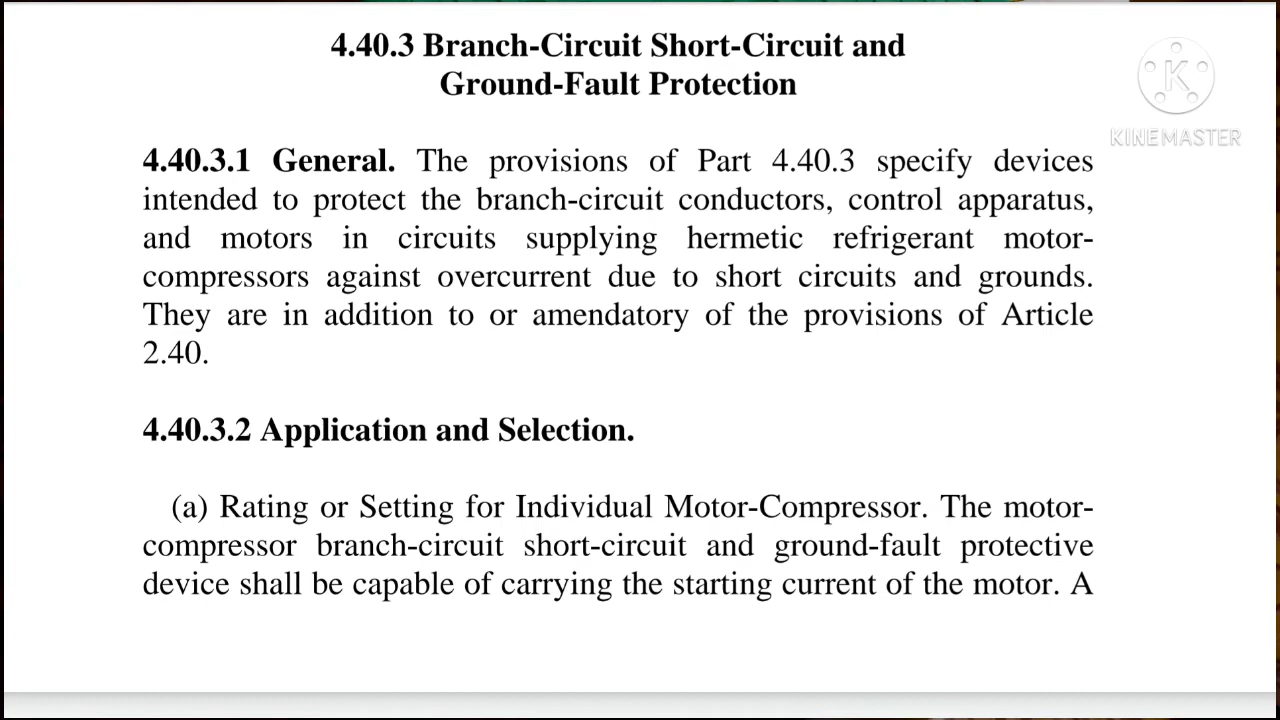 4.40.3 Branch-Circuit Short-Circuit and
Ground-Fault Protection
KINEMASTER
4.40.3.1 General. The provisions of Part 4.40.3 specify devices
intended to protect the branch-circuit conductors, control apparatus,
and motors in circuits supplying hermetic refrigerant motor-
compressors against overcurrent due to short circuits and grounds.
They are in addition to or amendatory of the provisions of Article
2.40.
4.40.3.2 Application and Selection.
(a) Rating or Setting for Individual Motor-Compressor. The motor-
compressor branch-circuit short-circuit and ground-fault protective
device shall be capable of carrying the starting current of the motor. A